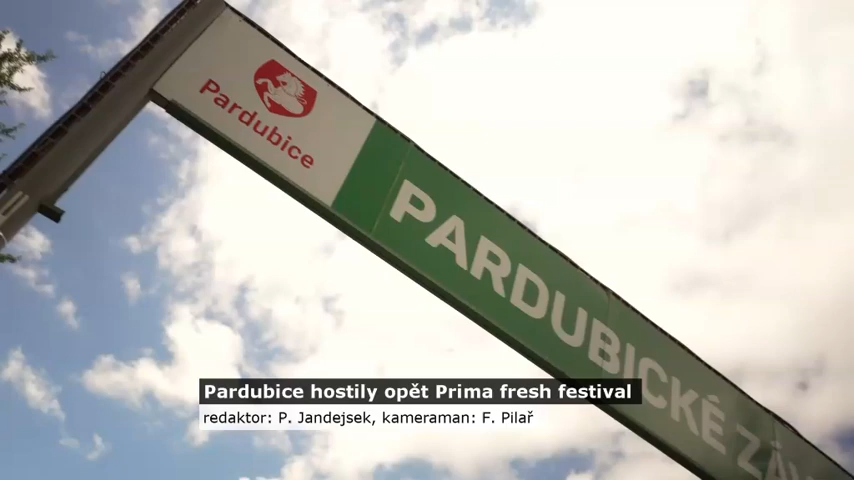 Pardubice
PARDUBICKÉ
Pardubice hostily opět Prima fresh festival
redaktor: P. Jandejsek, kameraman: F. Pilař